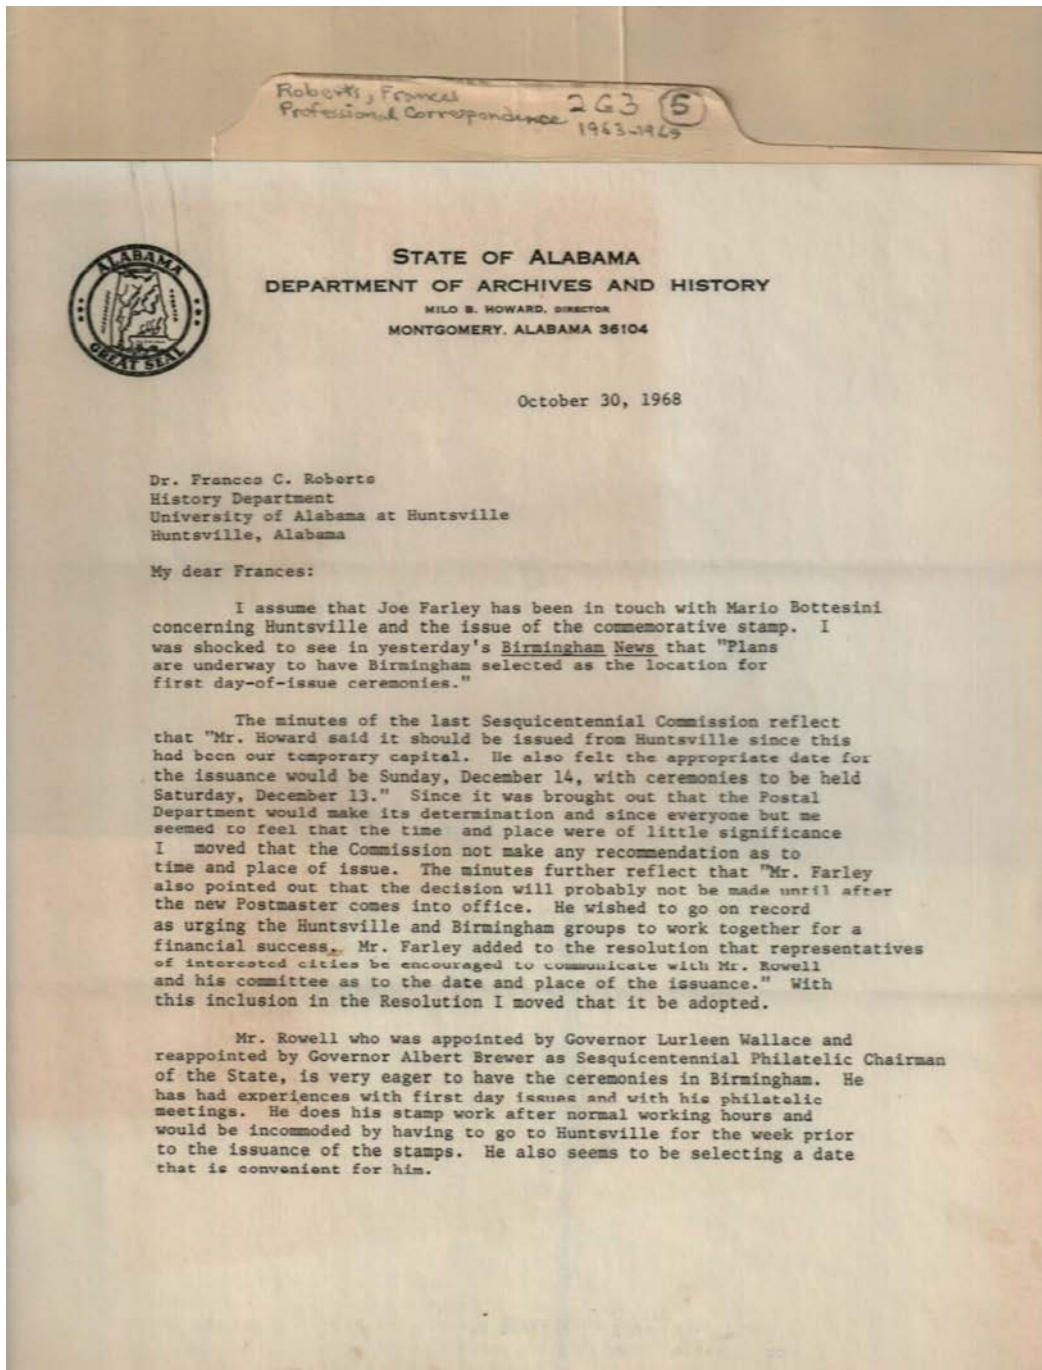 Roberts, Frances 2G3 5
Professional Correspondence 1963-1969
ALABAMA
GREAT SEAL
STATE OF ALABAMA
DEPARTMENT OF ARCHIVES AND HISTORY
MILO B. HOWARD, DIRECTOR
MONTGOMERY, ALABAMA 36104
October 30, 1968
Dr. Frances C. Roberts
History Department
University of Alabama at Huntsville
Huntsville, Alabama
My dear Frances:
I assume that Joe Farley has been in touch with Mario Bottesini
concerning Huntsville and the issue of the commemorative stamp. I
was shocked to see in yesterday's Birmingham News that "Plans
are underway to have Birmingham selected as the location for
first day-of-issue ceremonies."
The minutes of the last Sesquicentennial Commission reflect
that "Mr. Howard said it should be issued from Huntsville since this
had been our temporary capital. He also felt the appropriate date for
the issuance would be Sunday, December 14, with ceremonies to be held
Saturday, December 13." Since it was brought out that the Postal
Department would make its determination and since everyone but me
seemed to feel that the time and place were of little significance
I moved that the Commission not make any recommendation as to
time and place of issue. The minutes further reflect that "Mr. Farley
also pointed out that the decision will probably not be made until after
the new Postmaster comes into office. He wished to go on record
as urging the Huntsville and Birmingham groups to work together for a
financial success. Mr. Farley added to the resolution that representatives
of interested cities be encouraged to communicate with Mr. Rowell
and his committee as to the date and place of the issuance." With
this inclusion in the Resolution I moved that it be adopted.
Mr. Rowell who was appointed by Governor Lurleen Wallace and
reappointed by Governor Albert Brewer as Sesquicentennial Philatelic Chairman
of the State, is very eager to have the ceremonies in Birmingham. He
has had experiences with first day issues and with his philatelic
meetings. He does his stamp work after normal working hours and
would be incommoded by having to go to Huntsville for the week prior
to the issuance of the stamps. He also seems to be selecting a date
that is convenient for him.